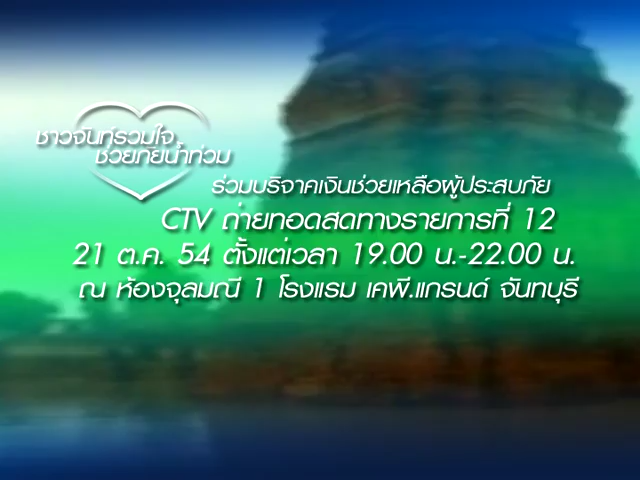 ชาวจันท์รวมใจ
ช่วยภัยน้ำท่วม
ร่วมบริจาคเงินช่วยเหลือผู้ประสบภัย
CTV ถ่ายทอดสดทางรายการที่ 12
21 ต.ค. 54 ตั้งแต่เวลา 19.00 น.-22.00 น.
ณ ห้องจุลมณี 1 โรงแรม เคพี.แกรนด์ จันทบุรี